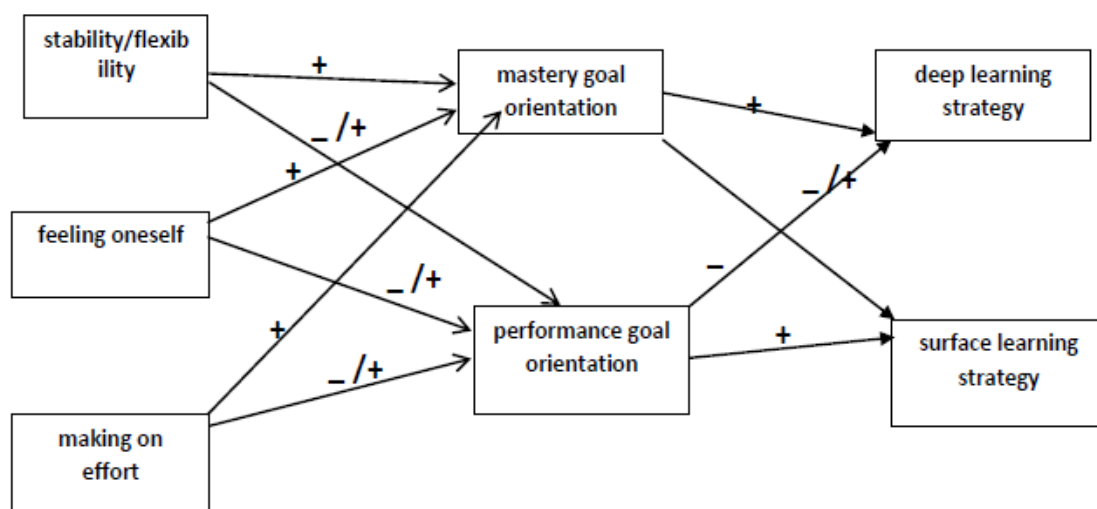 stability/flexib
ility
+
mastery goal
orientation
+
deep learning
strategy
_ /+
+
_ /+
feeling oneself
_ /+
_
+
performance goal
orientation
+
surface learning
strategy
_ /+
making on
effort